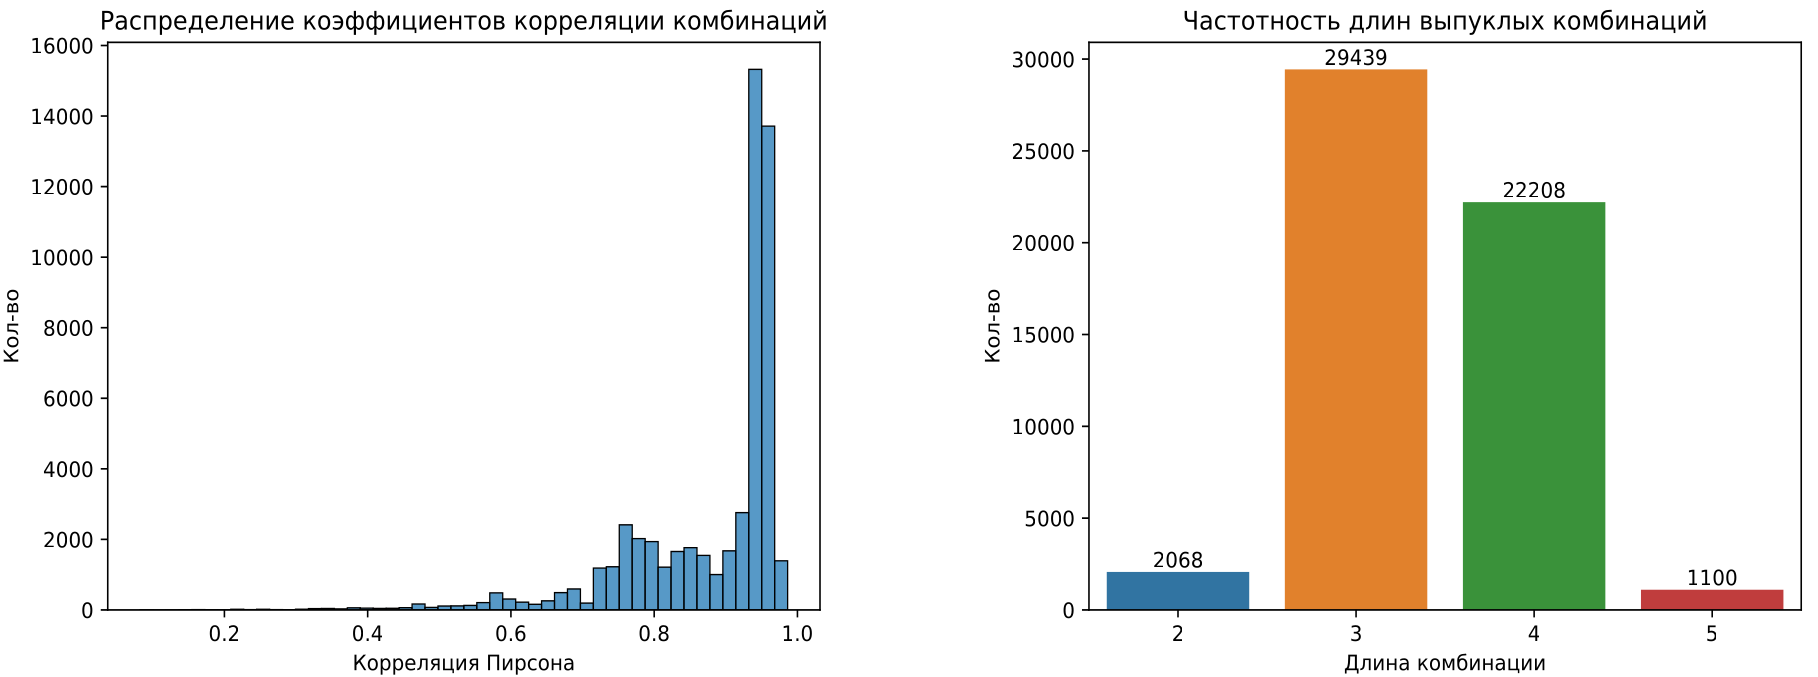 Распределение коэффициентов корреляции комбинаций
16000
14000
12000
10000
8000
6000
4000
2000
0
Кол-во
0.2 0.4 0.6 0.8 1.0
Корреляция Пирсона
Частотность длин выпуклых комбинаций
30000
25000
20000
15000
10000
5000
0
Кол-во
2068
29439
22208
1100
2 3 4 5
Длина комбинации